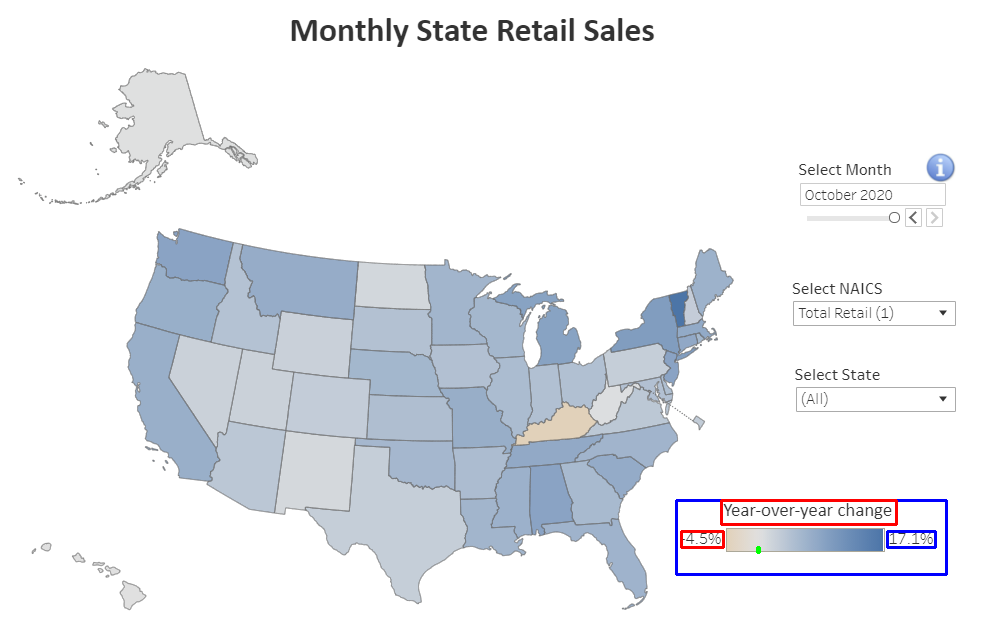 Monthly State Retail Sales
Select Month
October 2020
Select NAICS
Total Retail (1)
Select State
(All)
Year-over-year change
-4.5%
17.1%